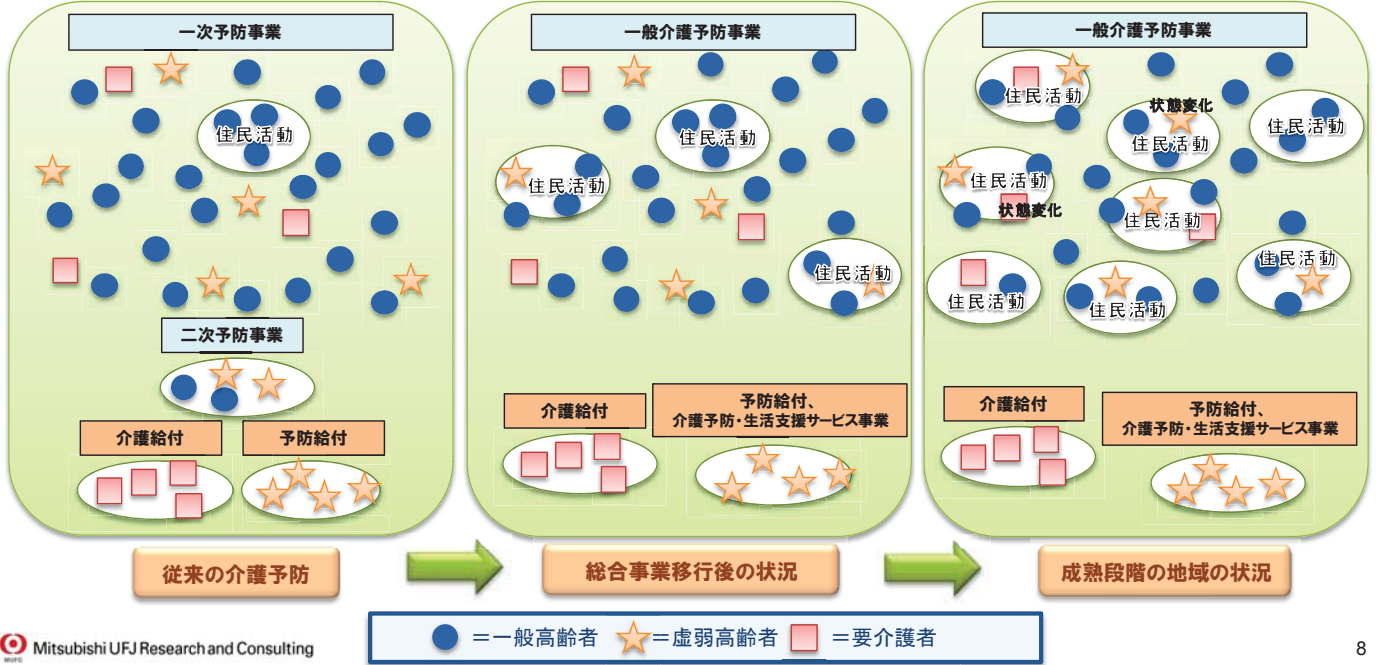 一次予防事業
住民活動
二次予防事業
介護給付
予防給付
従来の介護予防
一般介護予防事業
住民活動
住民活動
住民活動
介護給付
予防給付、
介護予防・生活支援サービス事業
総合事業移行後の状況
一般介護予防事業
住民活動
状態変化
住民活動
住民活動
住民活動
状態変化
住民活動
住民活動
住民活動
住民活動
介護給付
予防給付、
介護予防・生活支援サービス事業
成熟段階の地域の状況
=一般高齢者 =虚弱高齢者 =要介護者
MUFG
Mitsubishi UFJ Research and Consulting
8